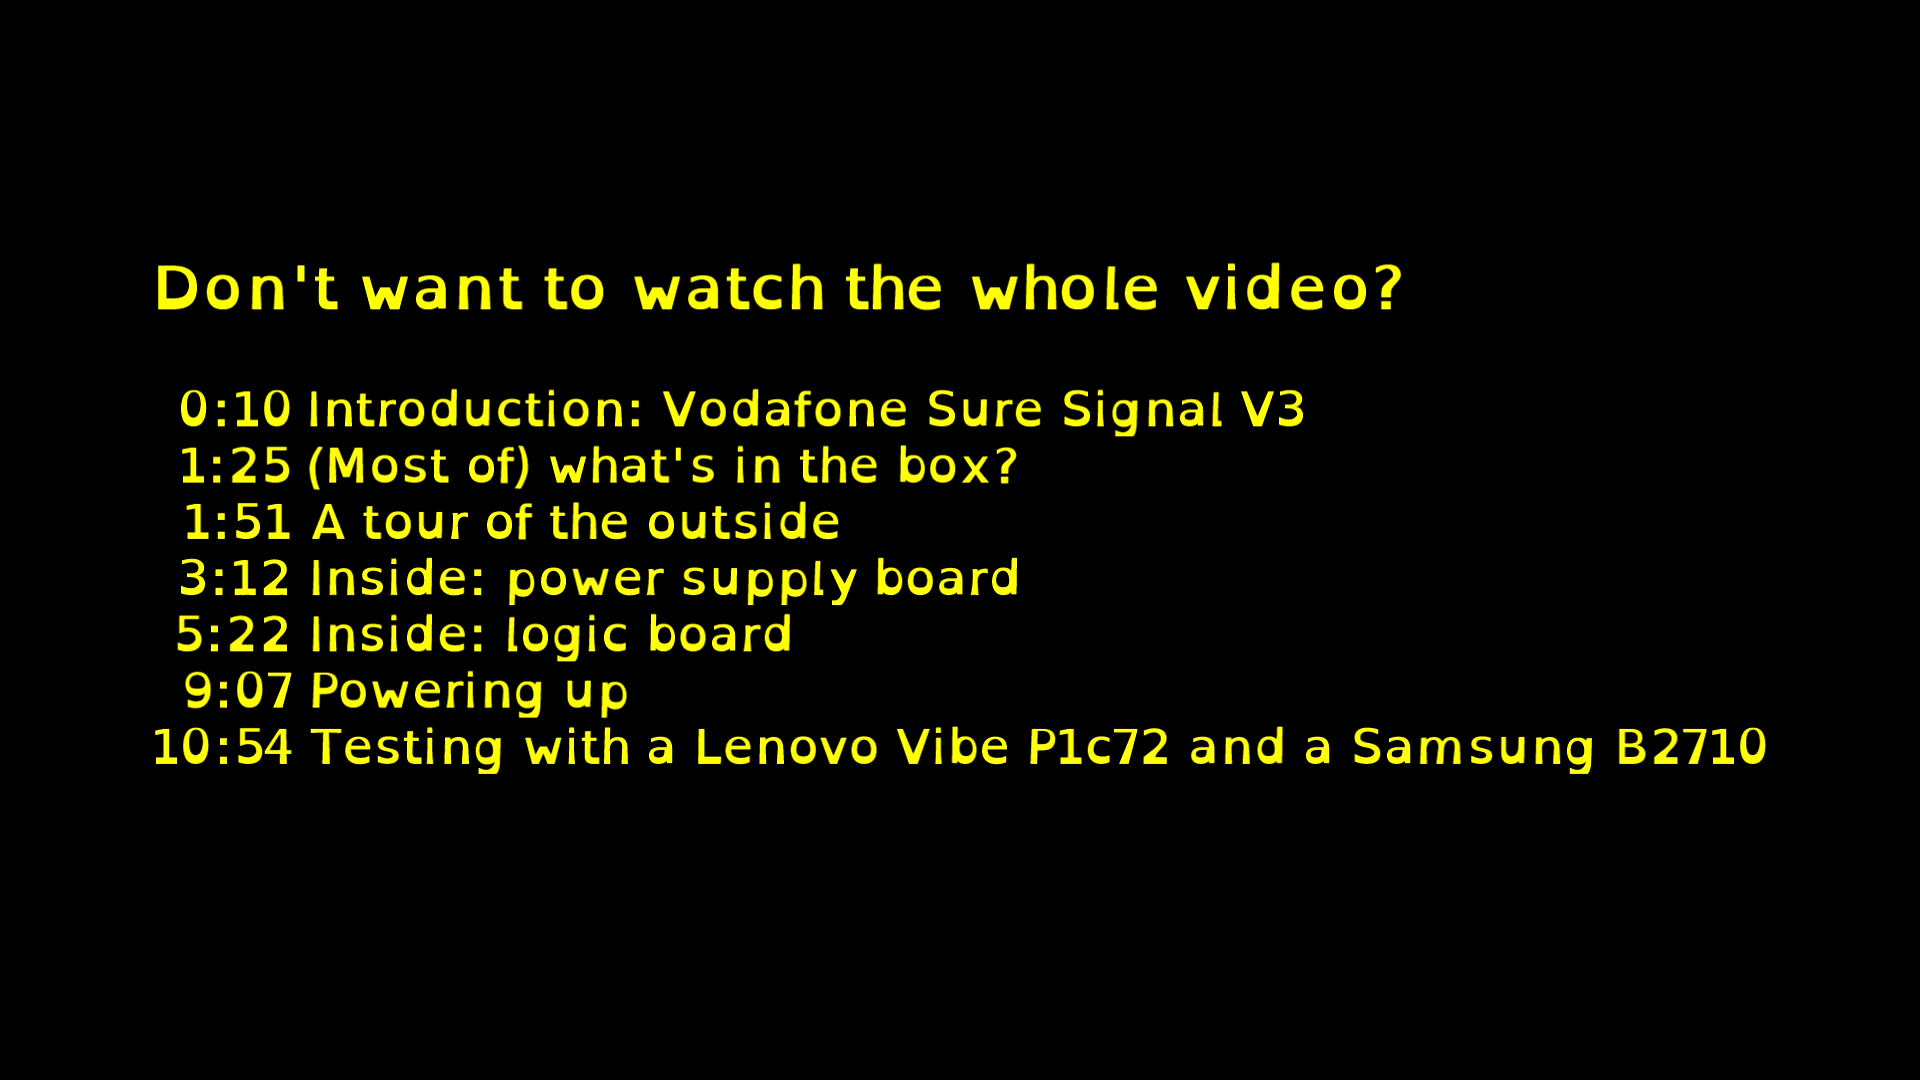 Don't want to watch the whole video?
0:10 Introduction: Vodafone Sure Signal V3
1:25 (Most of) what's in the box?
1:51 A tour of the outside
3:12 Inside: power supply board
5:22 Inside: logic board
9:07 Powering up
10:54 Testing with a Lenovo Vibe P1c72 and a Samsung B2710